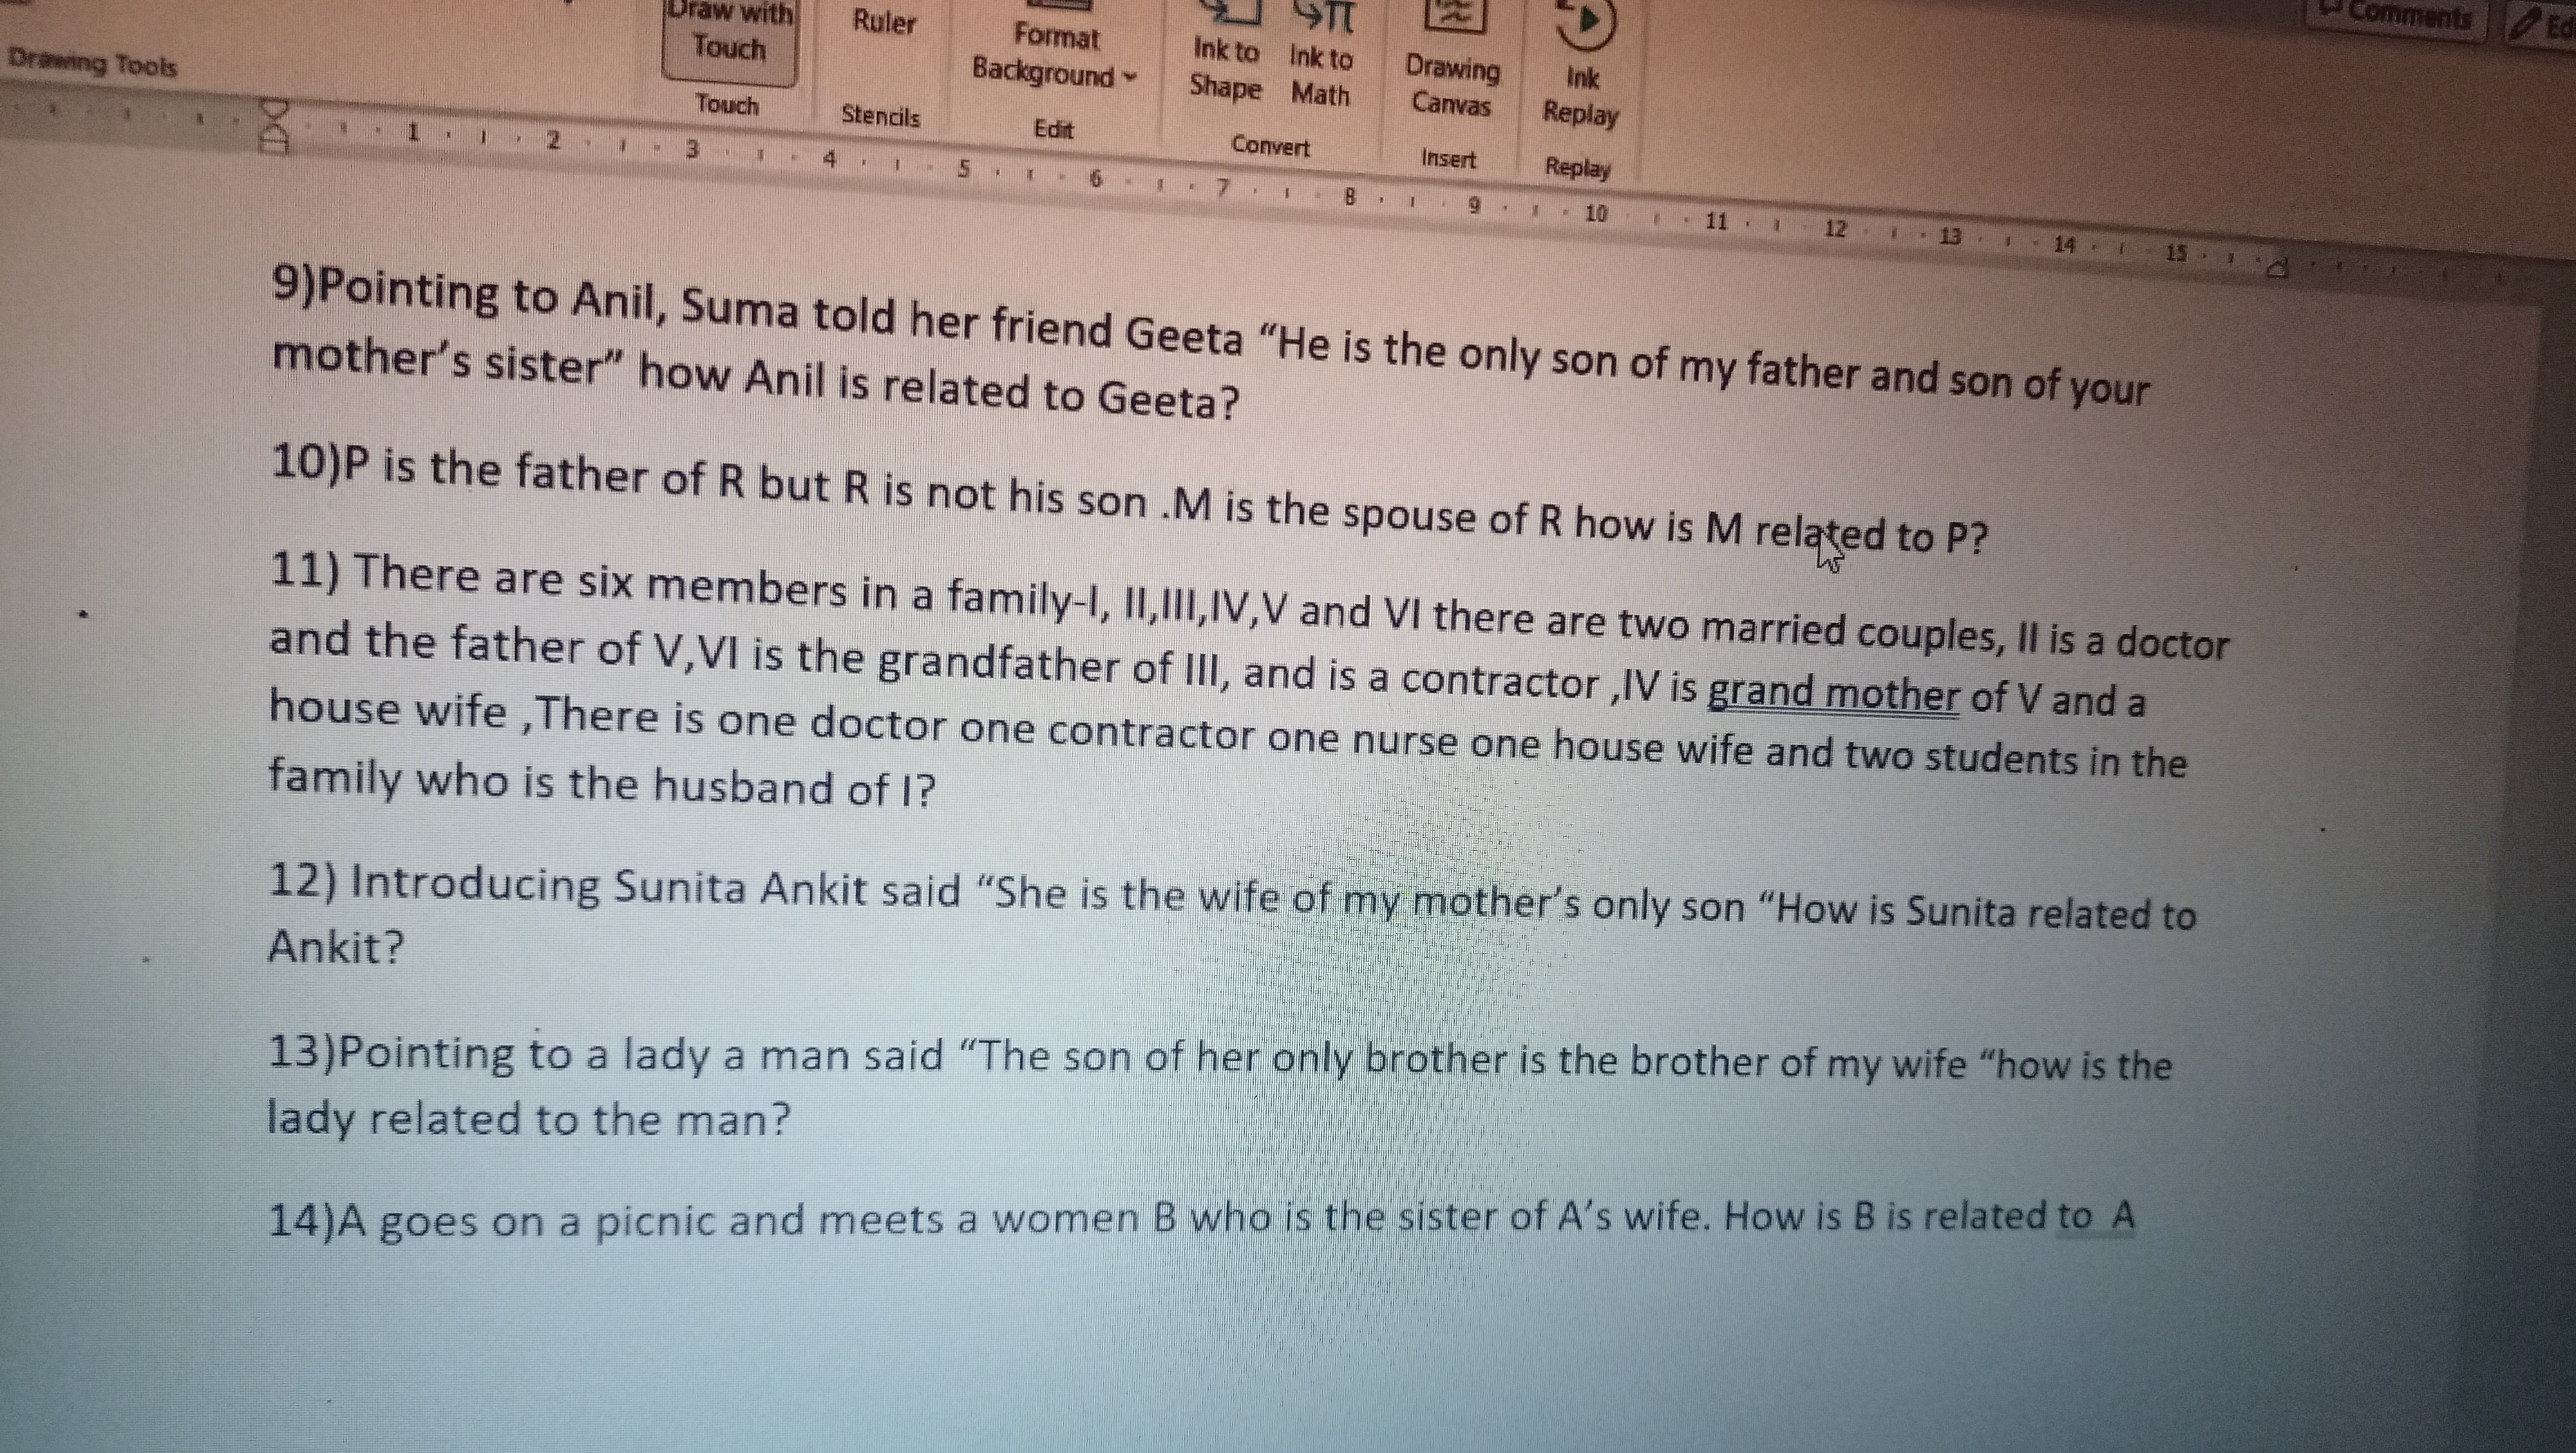 Drawing Tools
Draw with Touch
Ruler
Format Background
Ink to Shape
Ink to Math
Drawing Canvas
Ink Replay
Comments
Touch
Stencils
Edit
Convert
Insert
Replay
1 2 3 4 5 6 7 8 9 10 11 12 13 14 15
9)Pointing to Anil, Suma told her friend Geeta “He is the only son of my father and son of your
mother’s sister” how Anil is related to Geeta?
10)P is the father of R but R is not his son .M is the spouse of R how is M related to P?
11) There are six members in a family-I, II,III,IV,V and VI there are two married couples, II is a doctor
and the father of V,VI is the grandfather of III, and is a contractor ,IV is grand mother of V and a
house wife ,There is one doctor one contractor one nurse one house wife and two students in the
family who is the husband of I?
12) Introducing Sunita Ankit said “She is the wife of my mother’s only son “How is Sunita related to
Ankit?
13)Pointing to a lady a man said “The son of her only brother is the brother of my wife “how is the
lady related to the man?
14)A goes on a picnic and meets a women B who is the sister of A’s wife. How is B is related to A